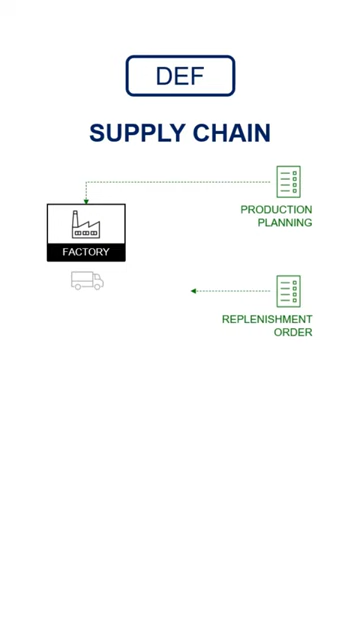 DEF
SUPPLY CHAIN
PRODUCTION
PLANNING
FACTORY
REPLENISHMENT
ORDER